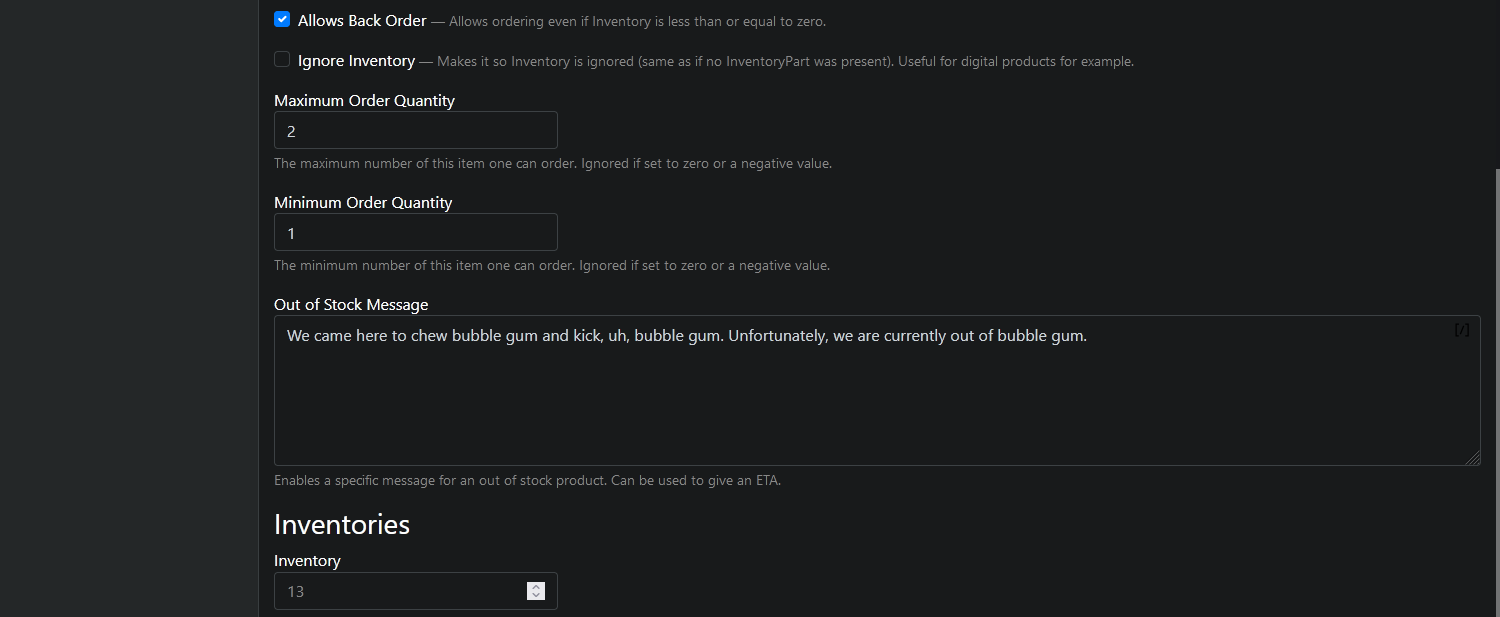 Allows Back Order — Allows ordering even if Inventory is less than or equal to zero.
Ignore Inventory — Makes it so Inventory is ignored (same as if no InventoryPart was present). Useful for digital products for example.
Maximum Order Quantity
2
The maximum number of this item one can order. Ignored if set to zero or a negative value.
Minimum Order Quantity
1
The minimum number of this item one can order. Ignored if set to zero or a negative value.
Out of Stock Message
We came here to chew bubble gum and kick, uh, bubble gum. Unfortunately, we are currently out of bubble gum.
[/]
Enables a specific message for an out of stock product. Can be used to give an ETA.
Inventories
Inventory
13